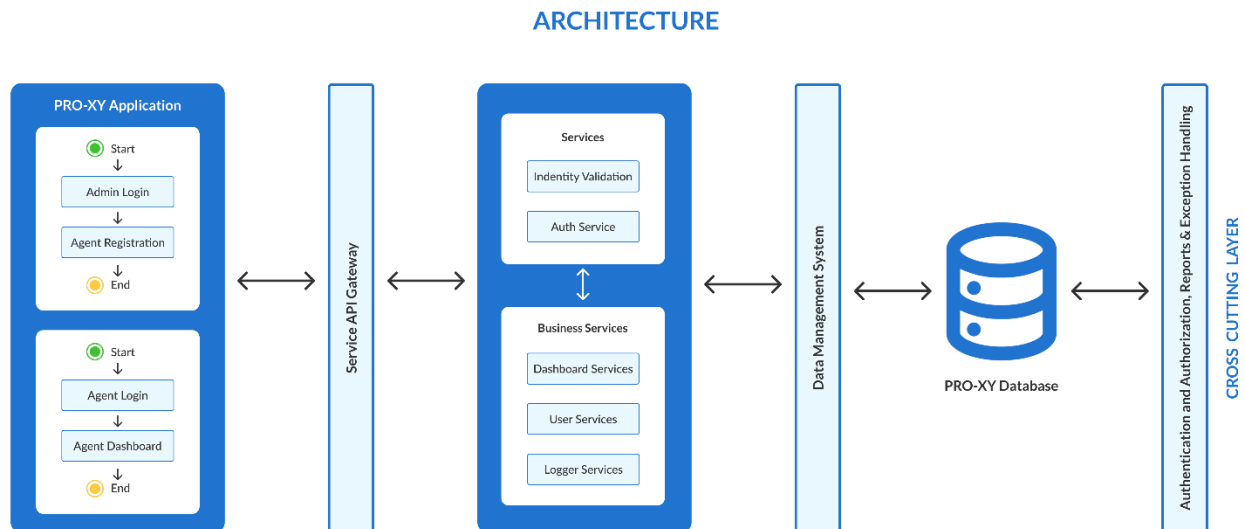 ARCHITECTURE
PRO-XY Application
Start
Admin Login
Agent Registration
End
Start
Agent Login
Agent Dashboard
End
Service API Gateway
Services
Indentity Validation
Auth Service
Business Services
Dashboard Services
User Services
Logger Services
Data Management System
PRO-XY Database
Authentication and Authorization, Reports & Exception Handling
CROSS CUTTING LAYER